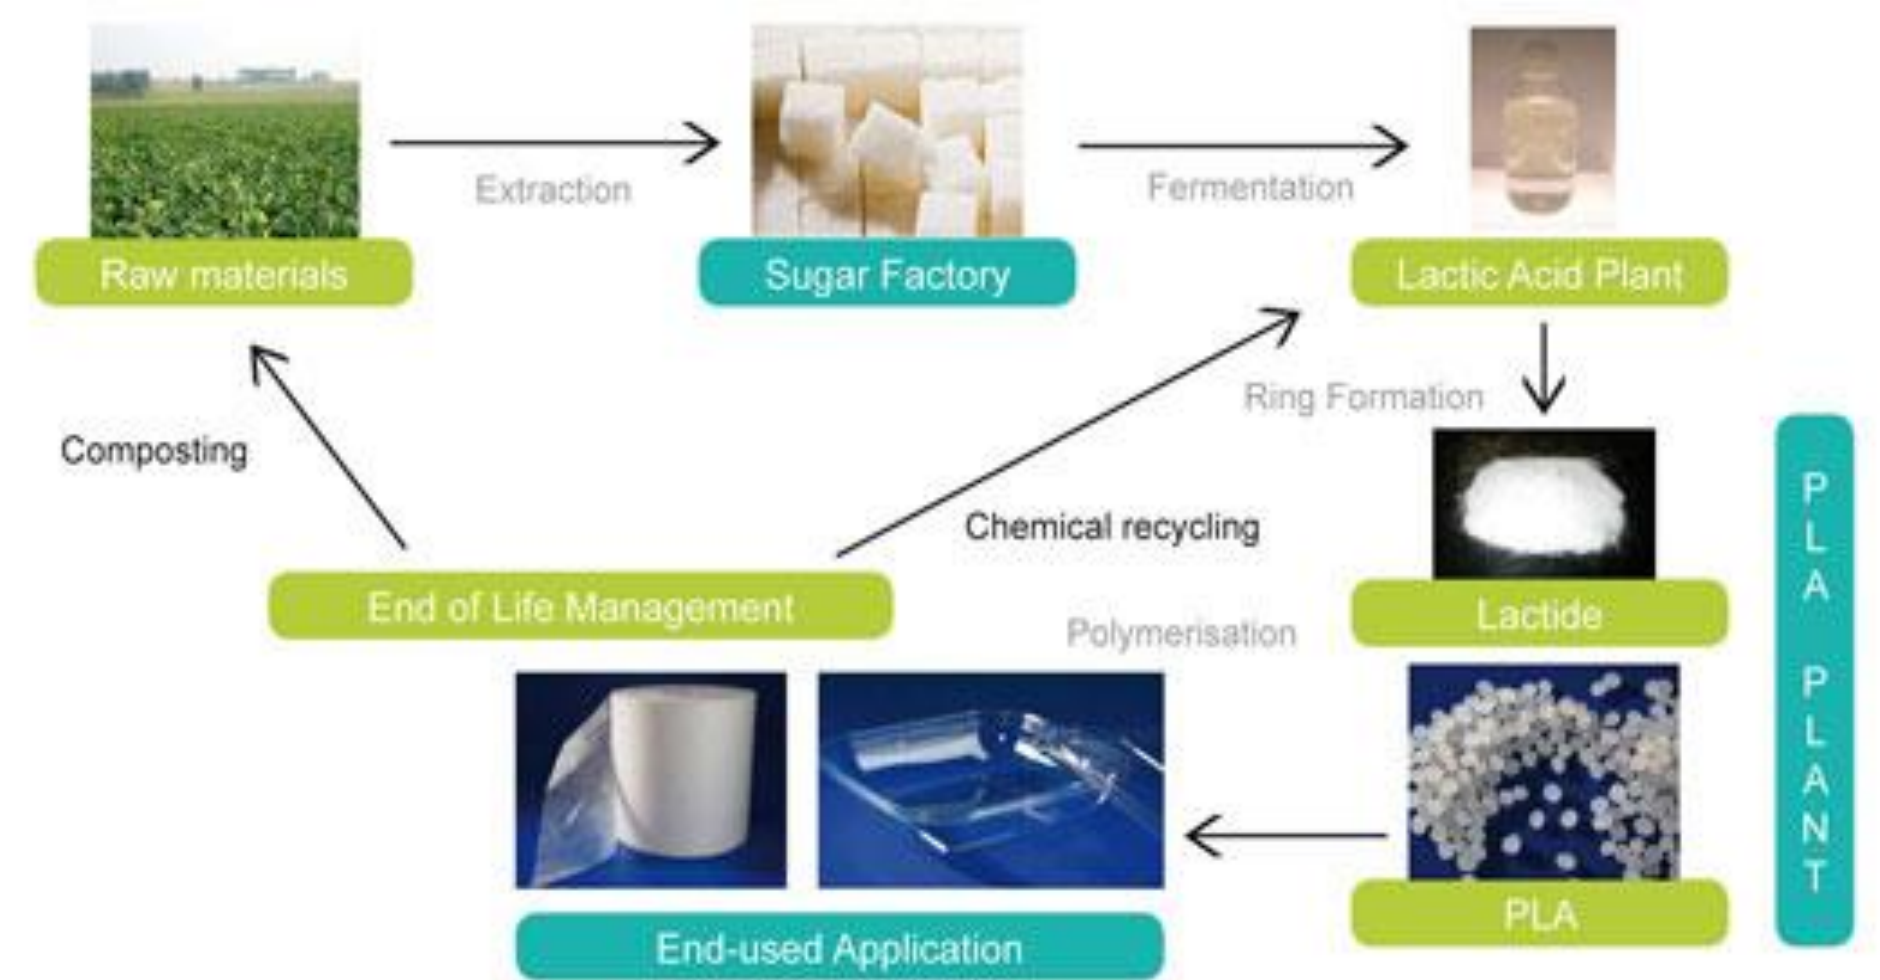 Extraction
Fermentation
Raw materials
Sugar Factory
Lactic Acid Plant
Ring Formation
Composting
Chemical recycling
End of Life Management
Polymerisation
Lactide
PLA PLANT
PLA
End-used Application